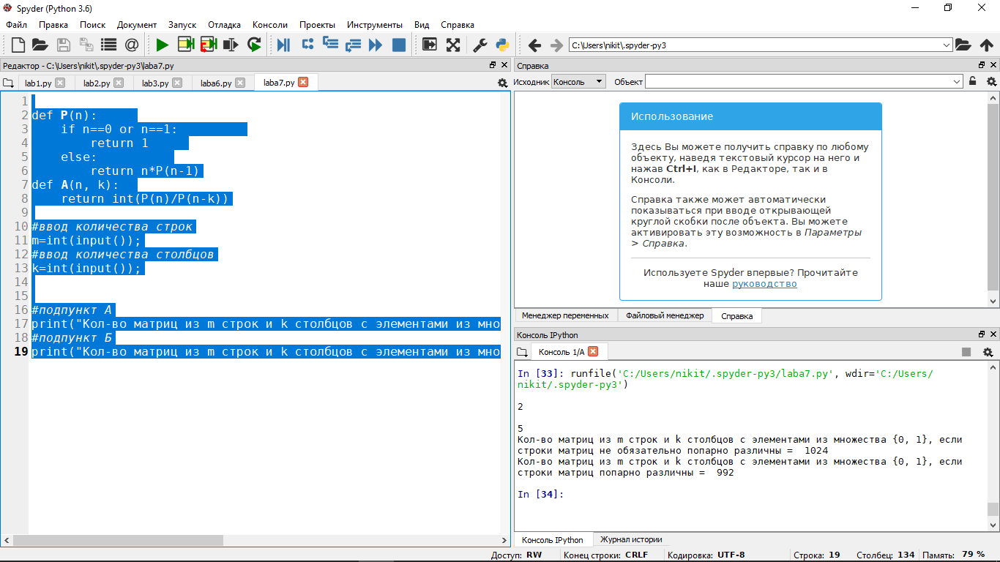 Spyder (Python 3.6)
Файл Правка Поиск Документ Запуск Отладка Консоли Проекты Инструменты Вид Справка
C:\Users\nikit\.spyder-py3
Редактор - C:\Users\nikit\.spyder-py3\laba7.py
lab1.py lab2.py lab3.py laba6.py laba7.py
1
2 def P(n):
3     if n==0 or n==1:
4         return 1
5     else:
6         return n*P(n-1)
7 def A(n, k):
8     return int(P(n)/P(n-k))
9
10 #ввод количества строк
11 m=int(input());
12 #ввод количества столбцов
13 k=int(input());
14
15
16 #подпункт А
17 print("Кол-во матриц из m строк и k столбцов с элементами из мно
18 #подпункт Б
19 print("Кол-во матриц из m строк и k столбцов с элементами из мно
Справка
Исходник Консоль Объект
Использование
Здесь Вы можете получить справку по любому
объекту, наведя текстовый курсор на него и
нажав Ctrl+I, как в Редакторе, так и в
Консоли.
Справка также может автоматически
показываться при вводе открывающей
круглой скобки после объекта. Вы можете
активировать эту возможность в Параметры
> Справка.
Используете Spyder впервые? Прочитайте
наше руководство
Менеджер переменных Файловый менеджер Справка
Консоль IPython
Консоль 1/A
In [33]: runfile('C:/Users/nikit/.spyder-py3/laba7.py', wdir='C:/Users/
nikit/.spyder-py3')
2
5
Кол-во матриц из m строк и k столбцов с элементами из множества {0, 1}, если
строки матриц не обязательно попарно различны =  1024
Кол-во матриц из m строк и k столбцов с элементами из множества {0, 1}, если
строки матриц попарно различны =  992
In [34]:
Консоль IPython Журнал истории
Доступ: RW Конец строки: CRLF Кодировка: UTF-8 Строка: 19 Столбец: 134 Память: 79 %